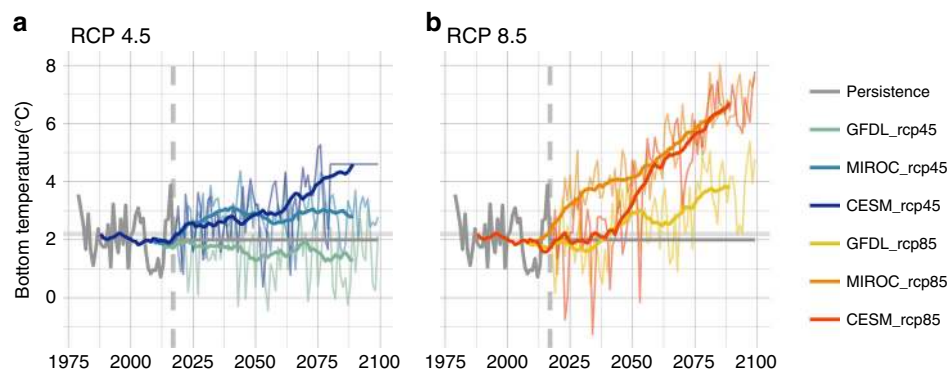 a
RCP 4.5
b
RCP 8.5
Bottom temperature(°C)
8
6
4
2
0
1975 2000 2025 2050 2075 2100
1975 2000 2025 2050 2075 2100
Persistence
GFDL_rcp45
MIROC_rcp45
CESM_rcp45
GFDL_rcp85
MIROC_rcp85
CESM_rcp85